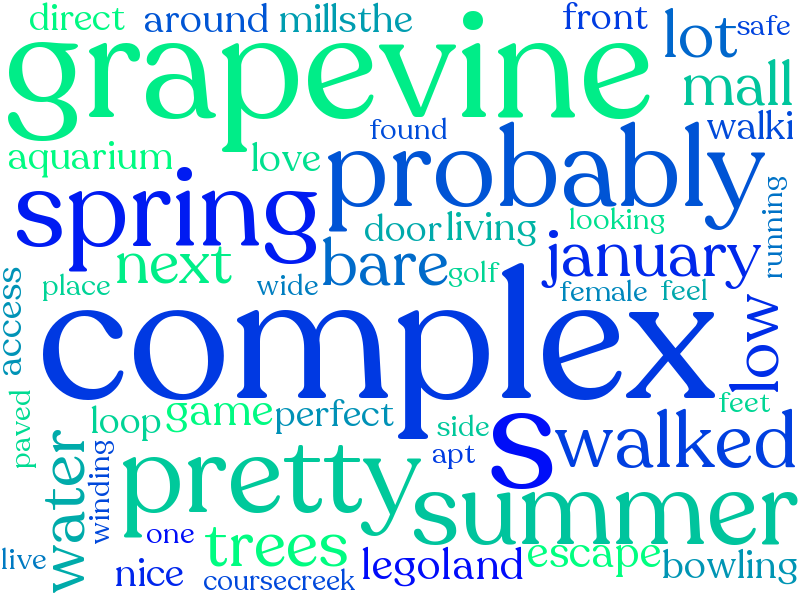 direct around millsthe front lot safe
grapevine mall
found walki
aquarium love probably
spring door living looking running
next bare golf january
access place wide female feel
complex low
paved loop game perfect side feet
apt s walked
water winding pretty summer
one trees escape
live nice coursecreek legoland bowling